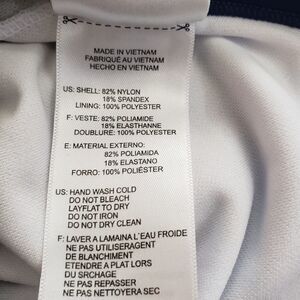 MADE IN VIETNAM
FABRIQUÉ AU VIETNAM
HECHO EN VIETNAM
US: SHELL: 82% NYLON
18% SPANDEX
LINING: 100% POLYESTER
F: VESTE: 82% POLIAMIDE
18% ELASTHANNE
DOUBLURE: 100% POLYESTER
E: MATERIAL EXTERNO:
82% POLIAMIDA
18% ELASTANO
FORRO: 100% POLIÉSTER
US: HAND WASH COLD
DO NOT BLEACH
LAYFLAT TO DRY
DO NOT IRON
DO NOT DRY CLEAN
F: LAVER A LAMAINA L'EAU FROIDE
NE PAS UTILISERAGENT
DE BLANCHIMENT
ETENDRE A PLAT LORS
DU SRCHAGE
NE PAS REPASSER
NE PAS NETTOYERA SEC